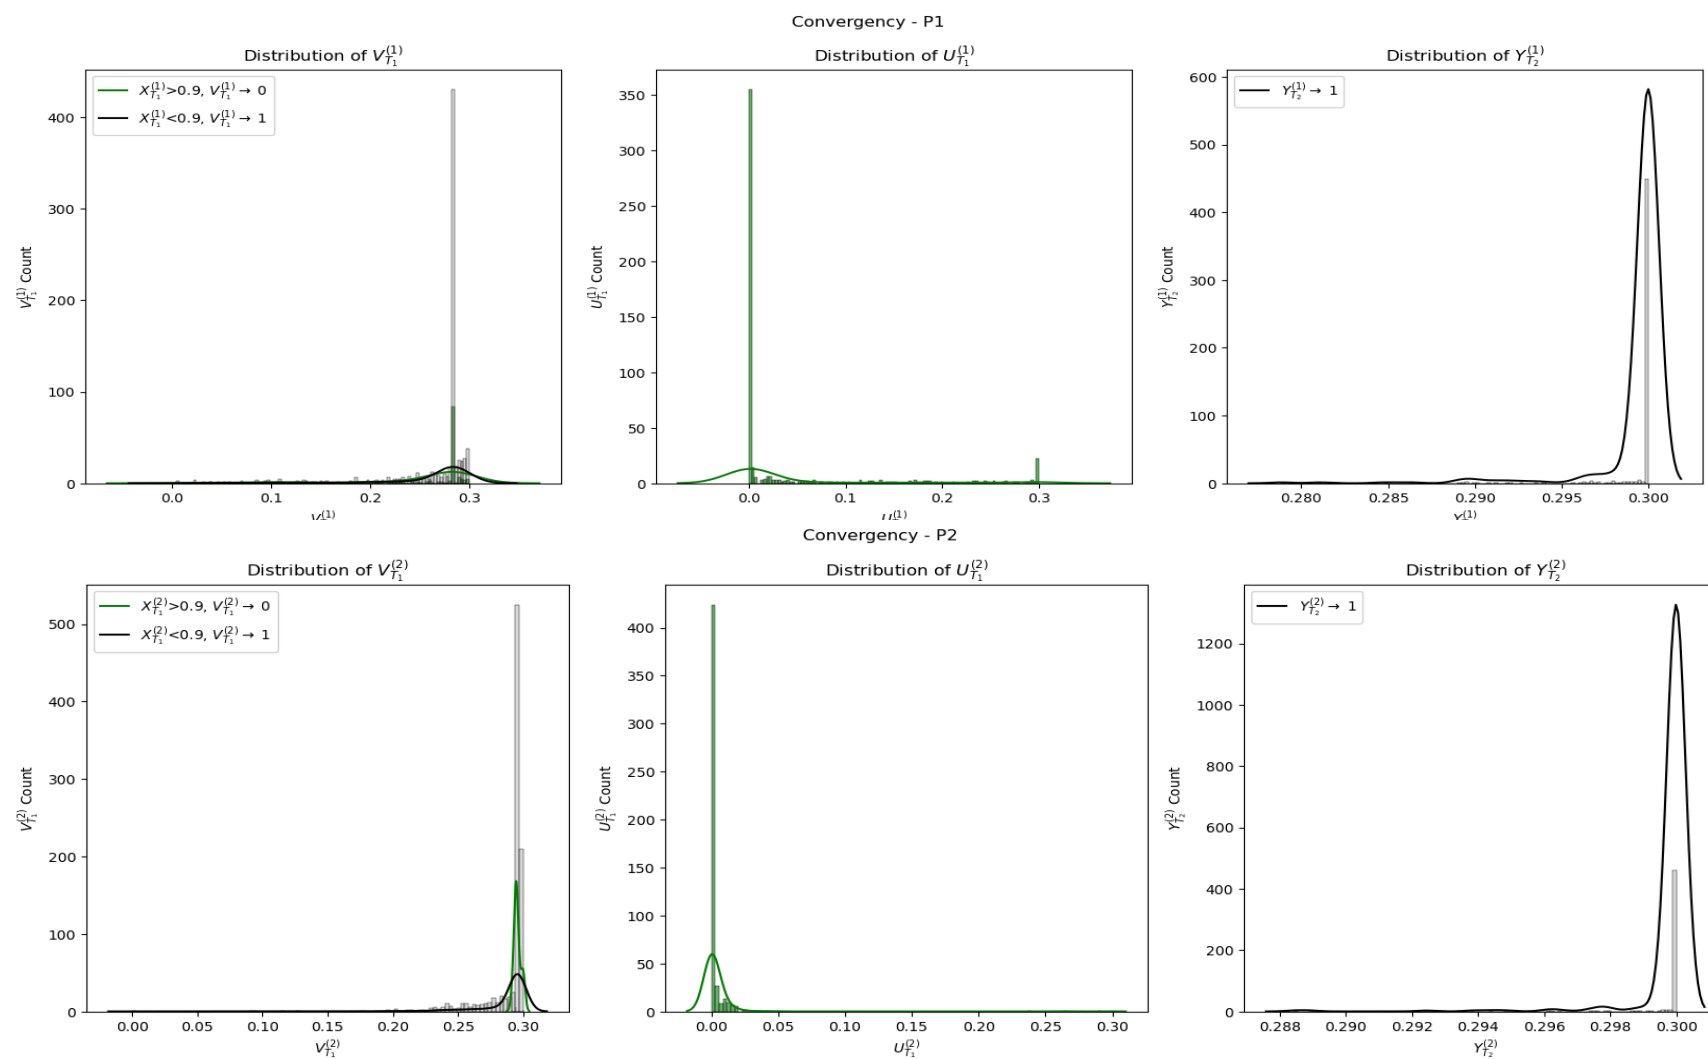 Convergency - P1
Distribution of V_{T_1}^{(1)}
X_{T_1}^{(1)}>0.9, V_{T_1}^{(1)} → 0
X_{T_1}^{(1)}<0.9, V_{T_1}^{(1)} → 1
V_{T_1}^{(1)} Count
400
300
200
100
0
0.0 0.1 0.2 0.3
Distribution of U_{T_1}^{(1)}
U_{T_1}^{(1)} Count
350
300
250
200
150
100
50
0
0.0 0.1 0.2 0.3
Distribution of Y_{T_2}^{(1)}
Y_{T_2}^{(1)} → 1
Y_{T_2}^{(1)} Count
600
500
400
300
200
100
0
0.280 0.285 0.290 0.295 0.300
Convergency - P2
Distribution of V_{T_1}^{(2)}
X_{T_1}^{(2)}>0.9, V_{T_1}^{(2)} → 0
X_{T_1}^{(2)}<0.9, V_{T_1}^{(2)} → 1
V_{T_1}^{(2)} Count
500
400
300
200
100
0
0.00 0.05 0.10 0.15 0.20 0.25 0.30
V_{T_1}^{(2)}
Distribution of U_{T_1}^{(2)}
U_{T_1}^{(2)} Count
400
350
300
250
200
150
100
50
0
0.00 0.05 0.10 0.15 0.20 0.25 0.30
U_{T_1}^{(2)}
Distribution of Y_{T_2}^{(2)}
Y_{T_2}^{(2)} → 1
Y_{T_2}^{(2)} Count
1200
1000
800
600
400
200
0
0.288 0.290 0.292 0.294 0.296 0.298 0.300
Y_{T_2}^{(2)}